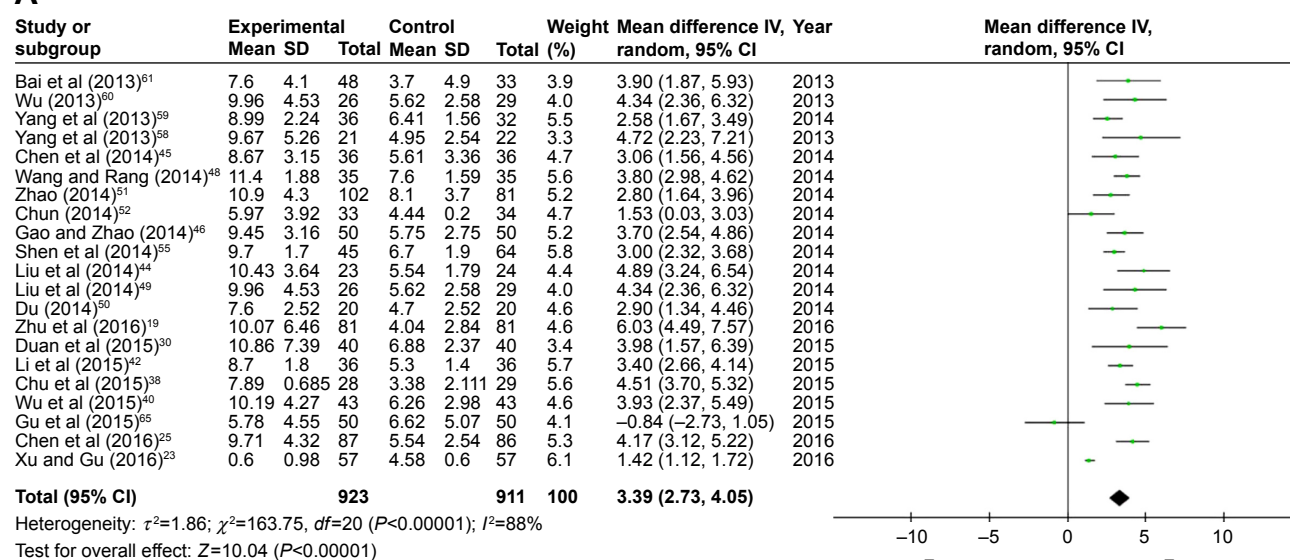 Study or Experimental Control Weight Mean difference IV, Year Mean difference IV,
subgroup Mean SD Total Mean SD Total (%) random, 95% CI random, 95% CI
Bai et al (2013)⁶¹ 7.6 4.1 48 3.7 4.9 33 3.9 3.90 (1.87, 5.93) 2013
Wu (2013)⁶⁰ 9.96 4.53 26 5.62 2.58 29 4.0 4.34 (2.36, 6.32) 2013
Yang et al (2013)⁵⁹ 8.99 2.24 36 6.41 1.56 32 5.5 2.58 (1.67, 3.49) 2014
Yang et al (2013)⁵⁸ 9.67 5.26 21 4.95 2.54 22 3.3 4.72 (2.23, 7.21) 2013
Chen et al (2014)⁴⁵ 8.67 3.15 36 5.61 3.36 36 4.7 3.06 (1.56, 4.56) 2014
Wang and Rang (2014)⁴⁸ 11.4 1.88 35 7.6 1.59 35 5.6 3.80 (2.98, 4.62) 2014
Zhao (2014)⁵¹ 10.9 4.3 102 8.1 3.7 81 5.2 2.80 (1.64, 3.96) 2014
Chun (2014)⁵² 5.97 3.92 33 4.44 0.2 34 4.7 1.53 (0.03, 3.03) 2014
Gao and Zhao (2014)⁴⁶ 9.45 3.16 50 5.75 2.75 50 5.2 3.70 (2.54, 4.86) 2014
Shen et al (2014)⁵⁵ 9.7 1.7 45 6.7 1.9 64 5.8 3.00 (2.32, 3.68) 2014
Liu et al (2014)⁴⁴ 10.43 3.64 23 5.54 1.79 24 4.4 4.89 (3.24, 6.54) 2014
Liu et al (2014)⁴⁹ 9.96 4.53 26 5.62 2.58 29 4.0 4.34 (2.36, 6.32) 2014
Du (2014)⁵⁰ 7.6 2.52 20 4.7 2.52 20 4.6 2.90 (1.34, 4.46) 2014
Zhu et al (2016)¹⁹ 10.07 6.46 81 4.04 2.84 81 4.6 6.03 (4.49, 7.57) 2016
Duan et al (2015)³⁰ 10.86 7.39 40 6.88 2.37 40 3.4 3.98 (1.57, 6.39) 2015
Li et al (2015)⁴² 8.7 1.8 36 5.3 1.4 36 5.7 3.40 (2.66, 4.14) 2015
Chu et al (2015)³⁸ 7.89 0.685 28 3.38 2.111 29 5.6 4.51 (3.70, 5.32) 2015
Wu et al (2015)⁴⁰ 10.19 4.27 43 6.26 2.98 43 4.6 3.93 (2.37, 5.49) 2015
Gu et al (2015)⁶⁵ 5.78 4.55 50 6.62 5.07 50 4.1 –0.84 (–2.73, 1.05) 2015
Chen et al (2016)²⁵ 9.71 4.32 87 5.54 2.54 86 5.3 4.17 (3.12, 5.22) 2016
Xu and Gu (2016)²³ 0.6 0.98 57 4.58 0.6 57 6.1 1.42 (1.12, 1.72) 2016
Total (95% CI) 923 911 100 3.39 (2.73, 4.05)
Heterogeneity: τ²=1.86; χ²=163.75, df=20 (P<0.00001); I²=88%
Test for overall effect: Z=10.04 (P<0.00001)
–10 –5 0 5 10